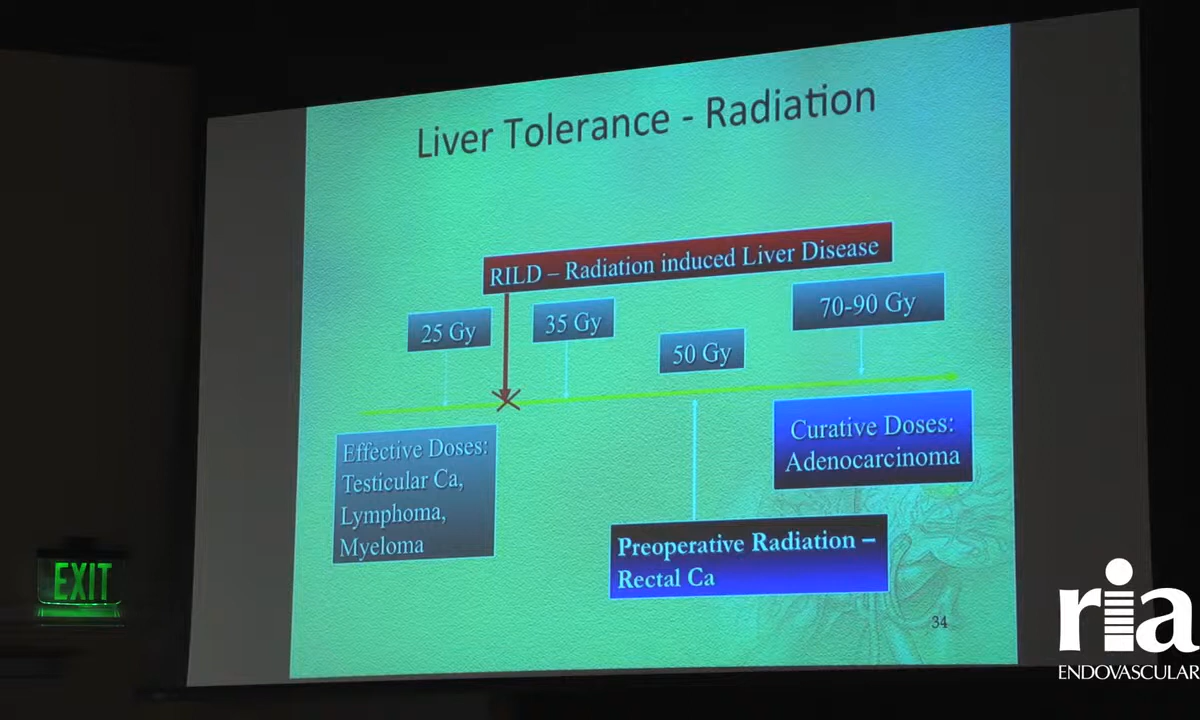 Liver Tolerance - Radiation
RILD – Radiation induced Liver Disease
25 Gy
35 Gy
50 Gy
70-90 Gy
Effective Doses:
Testicular Ca,
Lymphoma,
Myeloma
Curative Doses:
Adenocarcinoma
Preoperative Radiation –
Rectal Ca
34
EXIT
ria
ENDOVASCULAR